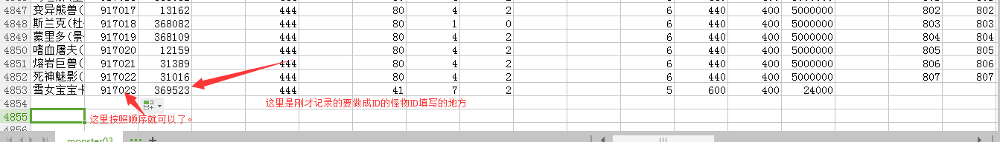 4847 变异熊兽( 917017 13162 444 80 4 2 6 440 400 5000000 802 802
4848 斯兰克(杜 917018 368082 444 80 1 0 6 440 400 5000000 803 803
4849 蒙里多(景 917019 368109 444 80 4 2 6 440 400 5000000 804 804
4850 嗜血屠夫( 917020 12159 444 80 4 2 6 440 400 5000000 805 805
4851 熔岩巨兽( 917021 31389 444 80 4 2 6 440 400 5000000 806 806
4852 死神魅影( 917022 31016 444 80 4 2 6 440 400 5000000 807 807
4853 雪女宝宝卡 917023 369523 444 41 7 2 5 600 400 24000
4854 这里是刚才记录的要做成ID的怪物ID填写的地方
4855 这里按照顺序就可以了。
4856
monster03